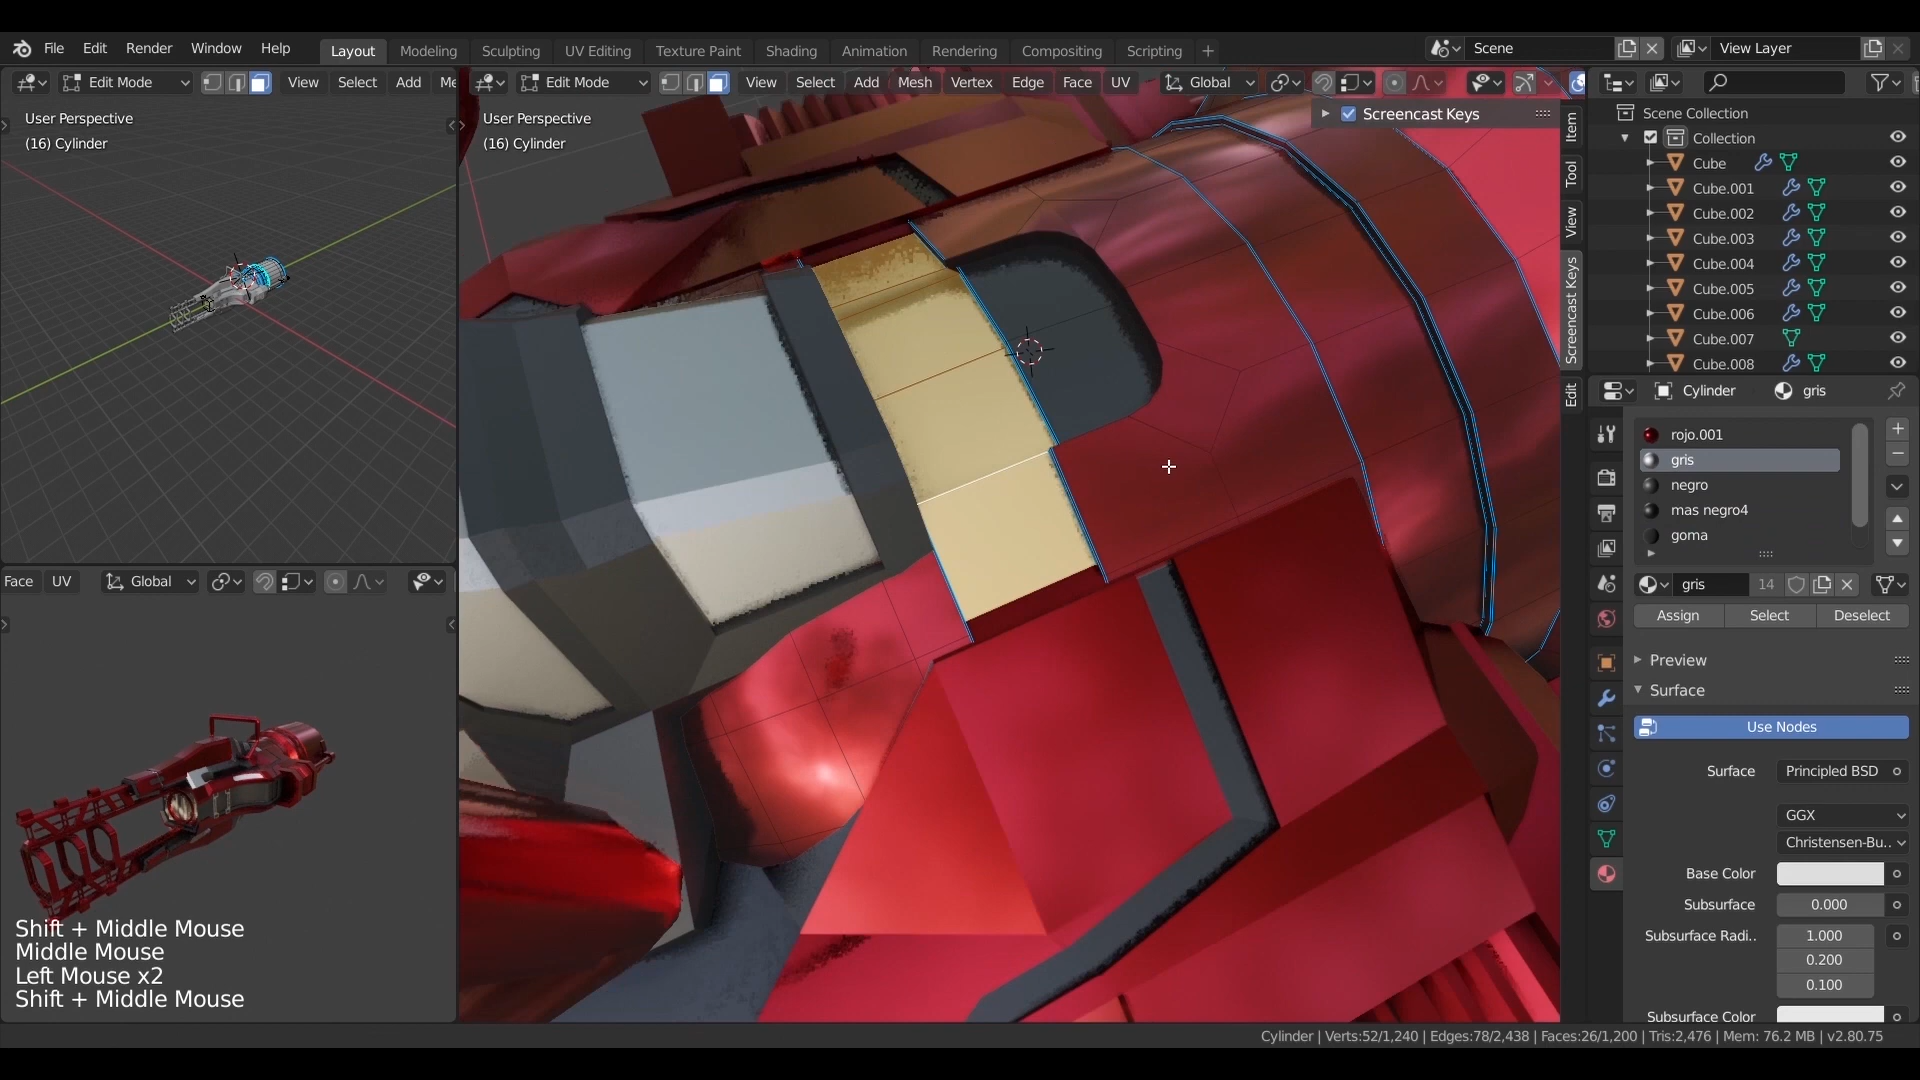 File Edit Render Window Help Layout Modeling Sculpting UV Editing Texture Paint Shading Animation Rendering Compositing Scripting + Scene View Layer
Edit Mode View Select Add Me Edit Mode View Select Add Mesh Vertex Edge Face UV Global
User Perspective
(16) Cylinder
User Perspective
(16) Cylinder
Screencast Keys
Item
Tool
View
Screencast Keys
Edit
Scene Collection
Collection
Cube
Cube.001
Cube.002
Cube.003
Cube.004
Cube.005
Cube.006
Cube.007
Cube.008
Cylinder gris
rojo.001
gris
negro
mas negro4
goma
gris 14
Assign Select Deselect
Preview
Surface
Use Nodes
Surface Principled BSD
GGX
Christensen-Bu..
Base Color
Subsurface 0.000
Subsurface Radi.. 1.000
0.200
0.100
Subsurface Color
Face UV Global
Shift + Middle Mouse
Middle Mouse
Left Mouse x2
Shift + Middle Mouse
Cylinder | Verts:52/1,240 | Edges:78/2,438 | Faces:26/1,200 | Tris:2,476 | Mem: 76.2 MB | v2.80.75